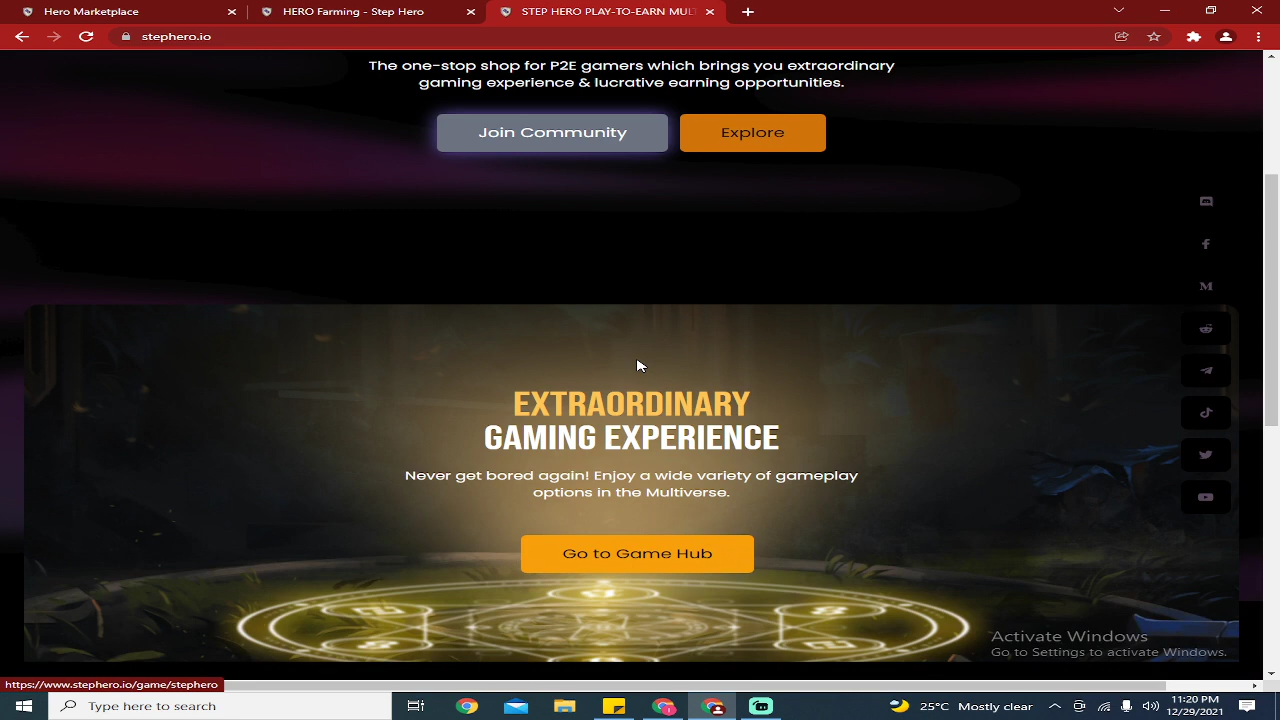 Hero Marketplace
HERO Farming - Step Hero
STEP HERO PLAY-TO-EARN MUL
stephero.io
The one-stop shop for P2E gamers which brings you extraordinary
gaming experience & lucrative earning opportunities.
Join Community
Explore
EXTRAORDINARY
GAMING EXPERIENCE
Never get bored again! Enjoy a wide variety of gameplay
options in the Multiverse.
Go to Game Hub
Activate Windows
Go to Settings to activate Windows.
https://www.stephero.io/game/stephero
Type here to search
25°C Mostly clear
11:20 PM
12/29/2021